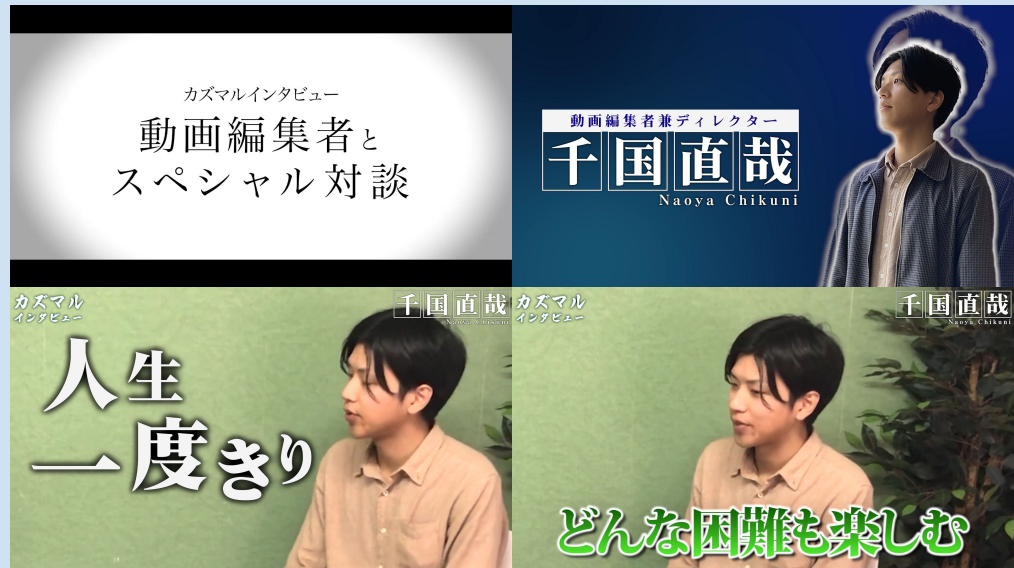 カズマルインタビュー
動画編集者と
スペシャル対談
動画編集者兼ディレクター
千国直哉
Naoya Chikuni
カズマル
インタビュー
千国直哉
Naoya Chikuni
人生
一度きり
カズマル
インタビュー
千国直哉
Naoya Chikuni
どんな困難も楽しむ